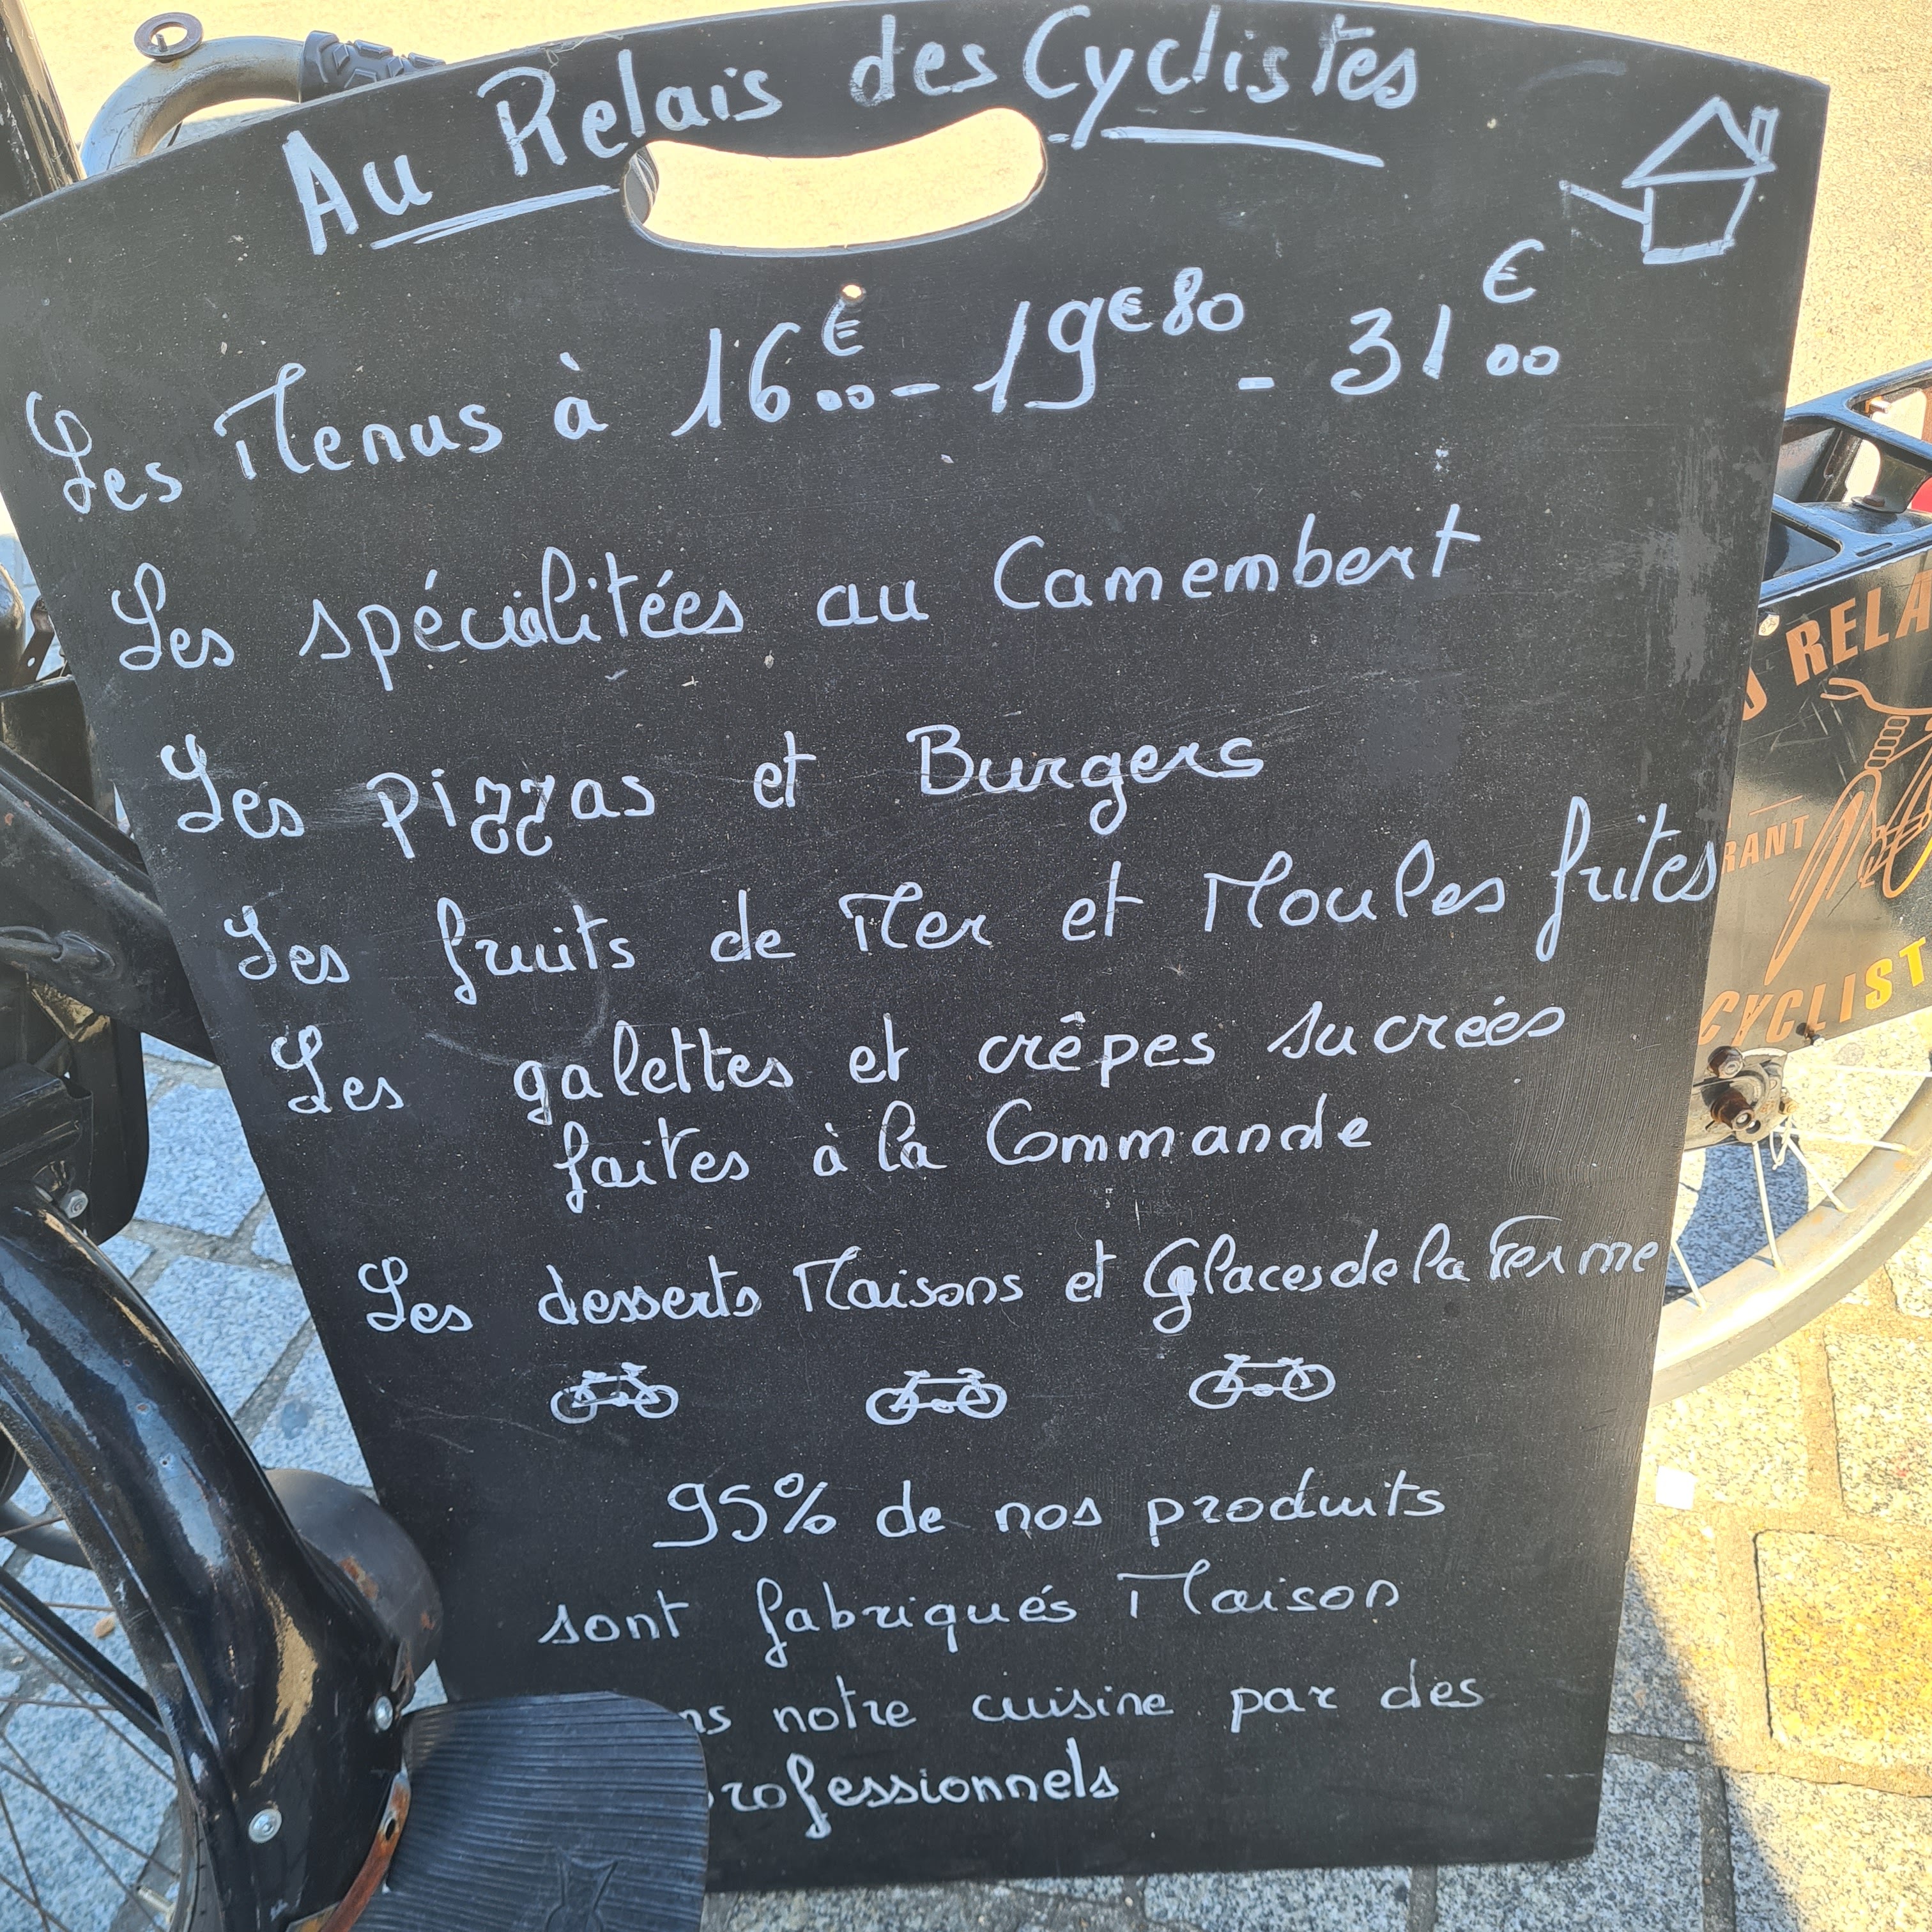 Au Relais des Cyclistes
Les Menus à 16€00 - 19€80 - 31€00
Les spécialitées au Camembert
Les pizzas et Burgers
Les fruits de Mer et Moules frites
Les galettes et crêpes sucrées
faites à la Commande
Les desserts Maisons et Glaces de la Ferme
95% de nos produits
sont fabriqués Maison
notre cuisine par des
rofessionnels
RELA
RANT
CYCLIST